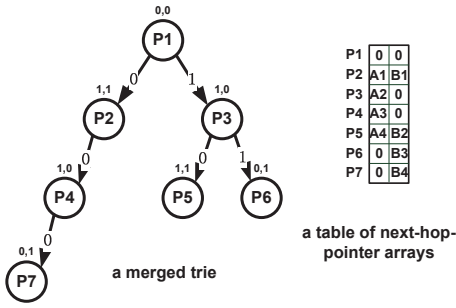 0,0
P1
0 1
1,1 1,0
P2 P3
0 0 1
1,0 1,1 0,1
P4 P5 P6
0
0,1
P7
a merged trie
P1 0 0
P2 A1 B1
P3 A2 0
P4 A3 0
P5 A4 B2
P6 0 B3
P7 0 B4
a table of next-hop-
pointer arrays